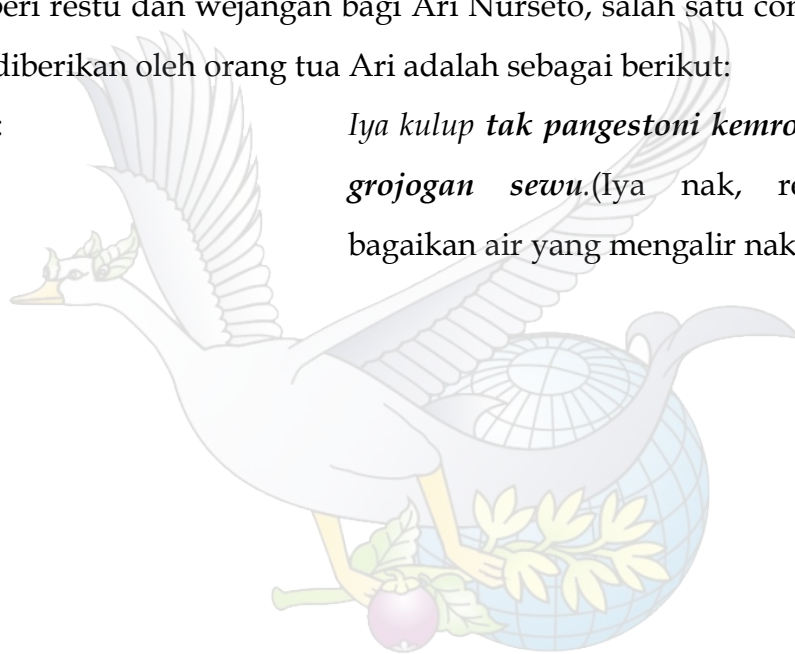 beri restu dan wejangan bagi Ari Nurseto, salah satu con
diberikan oleh orang tua Ari adalah sebagai berikut:
: Iya kulup tak pangestoni kemro
grojogan sewu.(Iya nak, re
bagaikan air yang mengalir nak